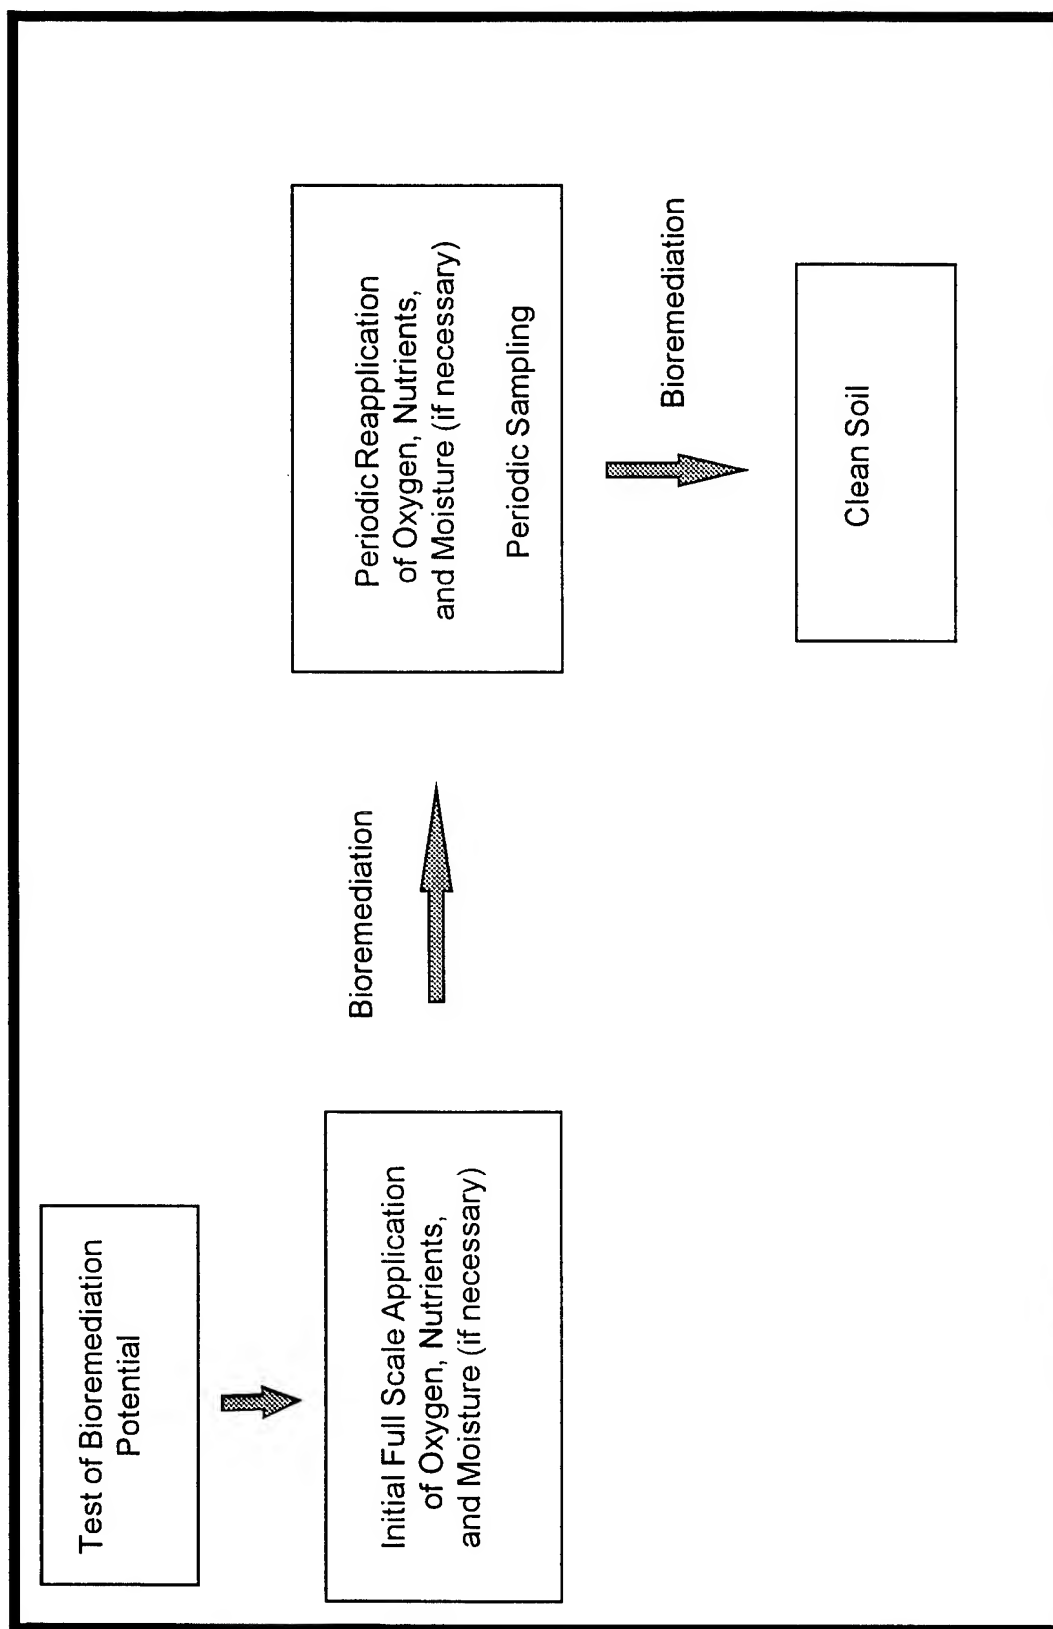 Test of Bioremediation
Potential
Initial Full Scale Application
of Oxygen, Nutrients,
and Moisture (if necessary)
Bioremediation
Periodic Reapplication
of Oxygen, Nutrients,
and Moisture (if necessary)
Periodic Sampling
Bioremediation
Clean Soil